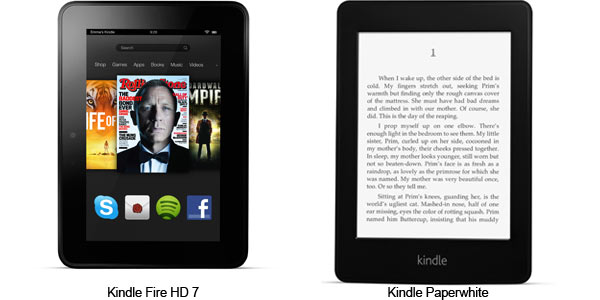 Emma's Kindle 9:25
Search
Shop Games Apps Books Music Videos
LIFE OF
RollingStone
BOARDWALK
EMPIRE
Kindle Fire HD 7
1
When I wake up, the other side of the bed is
cold. My fingers stretch out, seeking Prim's
warmth but finding only the rough canvas cover
of the mattress. She must have had bad dreams
and climbed in with our mother. Of course, she
did. This is the day of the reaping.
I prop myself up on one elbow. There's
enough light in the bedroom to see them. My little
sister, Prim, curled up on her side, cocooned in
my mother's body, their cheeks pressed together.
In sleep, my mother looks younger, still worn but
not so beaten-down. Prim's face is as fresh as a
raindrop, as lovely as the primrose for which she
was named. My mother was very beautiful once,
too. Or so they tell me.
Sitting at Prim's knees, guarding her, is the
world's ugliest cat. Mashed-in nose, half of one
ear missing, eyes the color of rotting squash. Prim
named him Buttercup, insisting that his muddy
kindle
Kindle Paperwhite